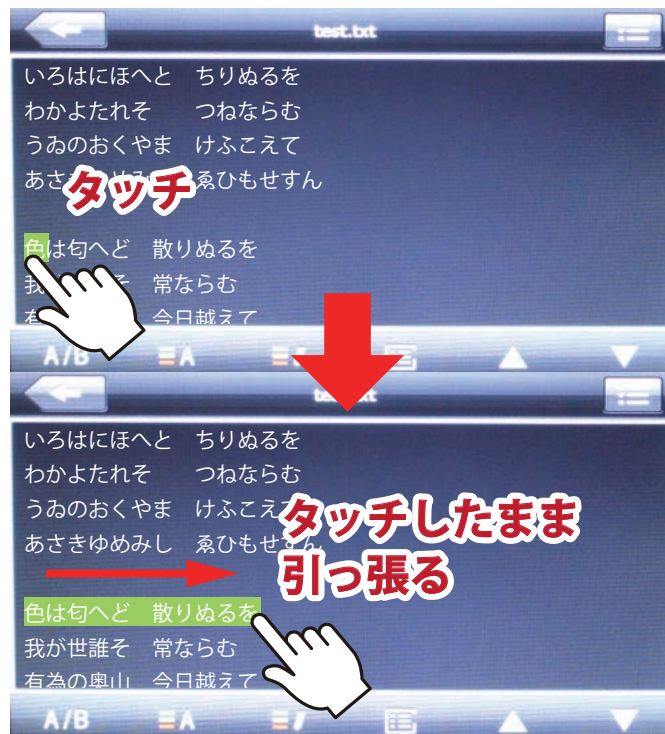 test.txt
いろはにほへと　ちりぬるを
わかよたれそ　　つねならむ
うゐのおくやま　けふこえて
あさ ゑひもせすん
タッチ
色は匂へど　散りぬるを
我 そ　常ならむ
有 今日越えて
A/B
A
いろはにほへと　ちりぬるを
わかよたれそ　　つねならむ
うゐのおくやま　けふこえ
あさきゆめみし　ゑひもせすん
タッチしたまま
引っ張る
色は匂へど　散りぬるを
我が世誰そ　常ならむ
有為の奥山　今日越えて
A/B
A